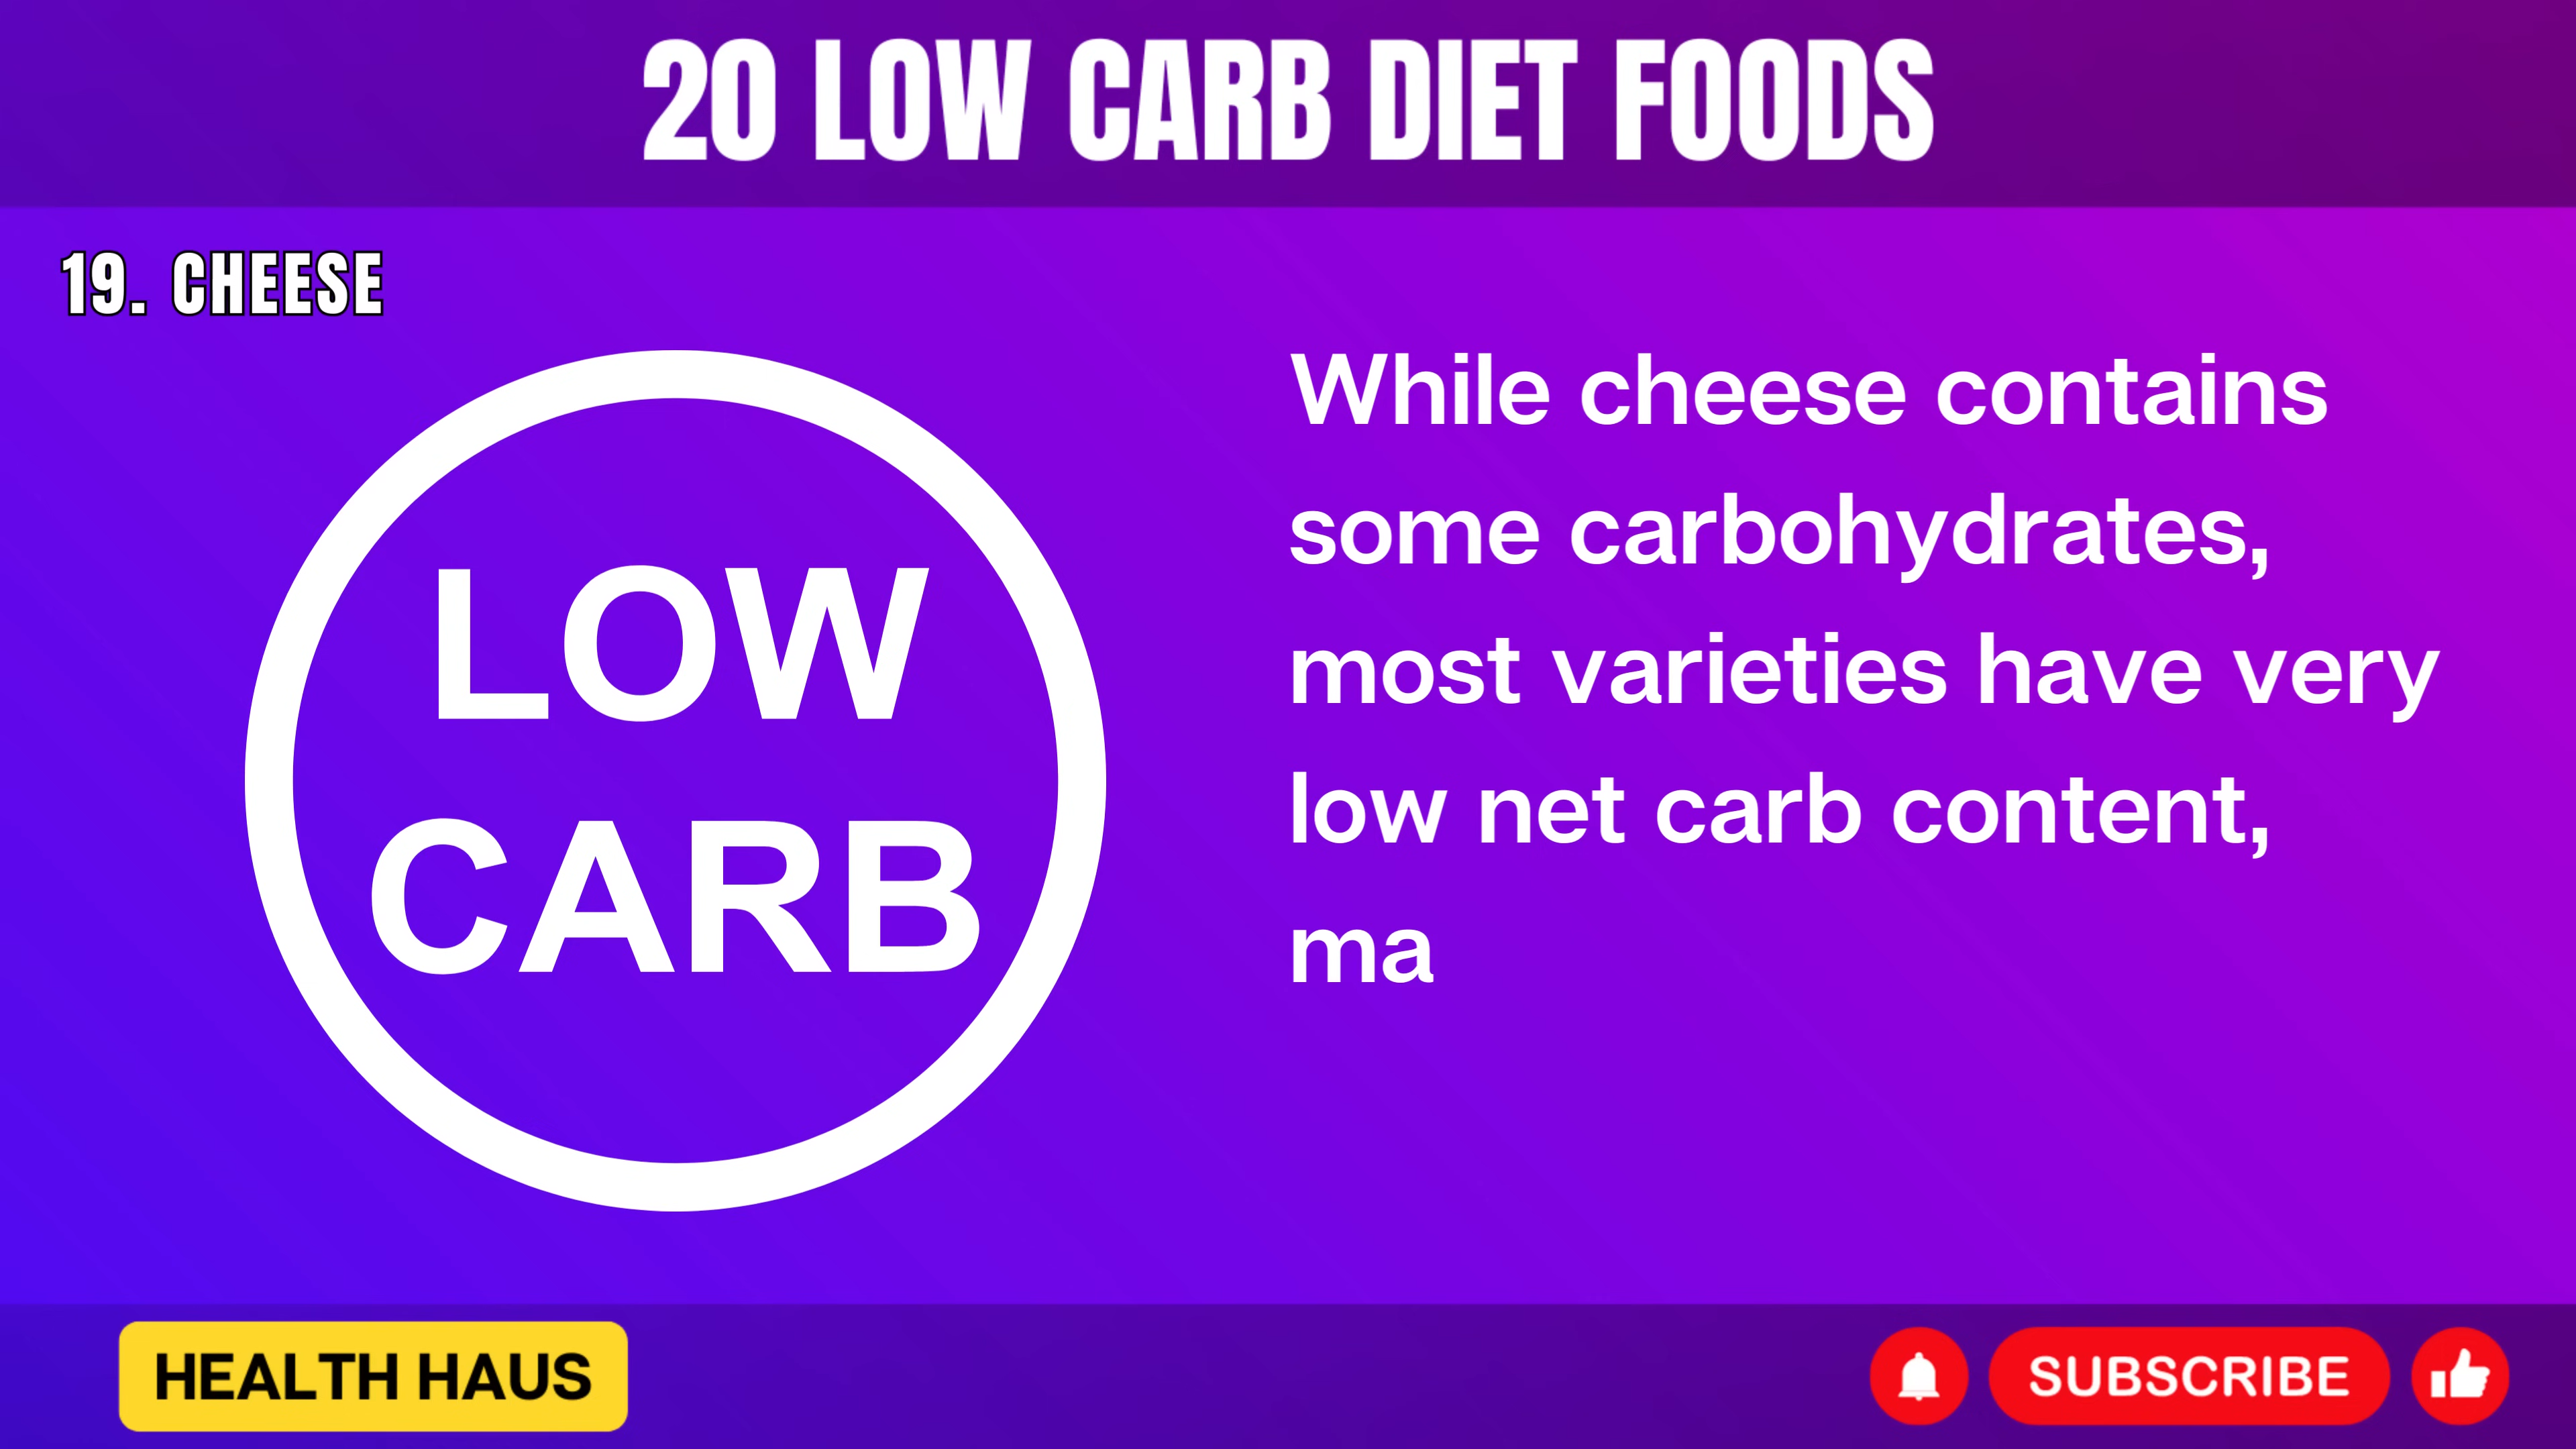 20 LOW CARB DIET FOODS
19. CHEESE
LOW
CARB
While cheese contains
some carbohydrates,
most varieties have very
low net carb content,
ma
HEALTH HAUS
SUBSCRIBE